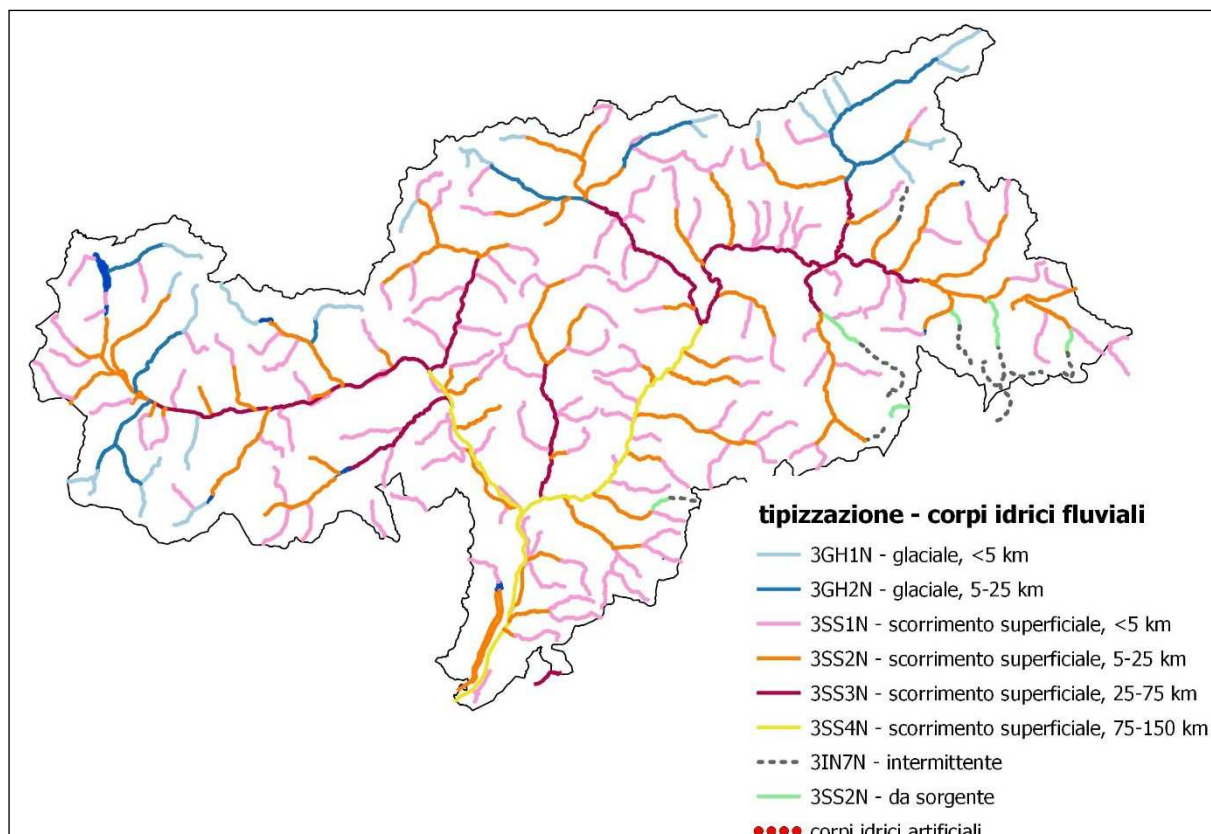 tipizzazione - corpi idrici fluviali
3GH1N - glaciale, <5 km
3GH2N - glaciale, 5-25 km
3SS1N - scorrimento superficiale, <5 km
3SS2N - scorrimento superficiale, 5-25 km
3SS3N - scorrimento superficiale, 25-75 km
3SS4N - scorrimento superficiale, 75-150 km
3IN7N - intermittente
3SS2N - da sorgente
corpi idrici artificiali